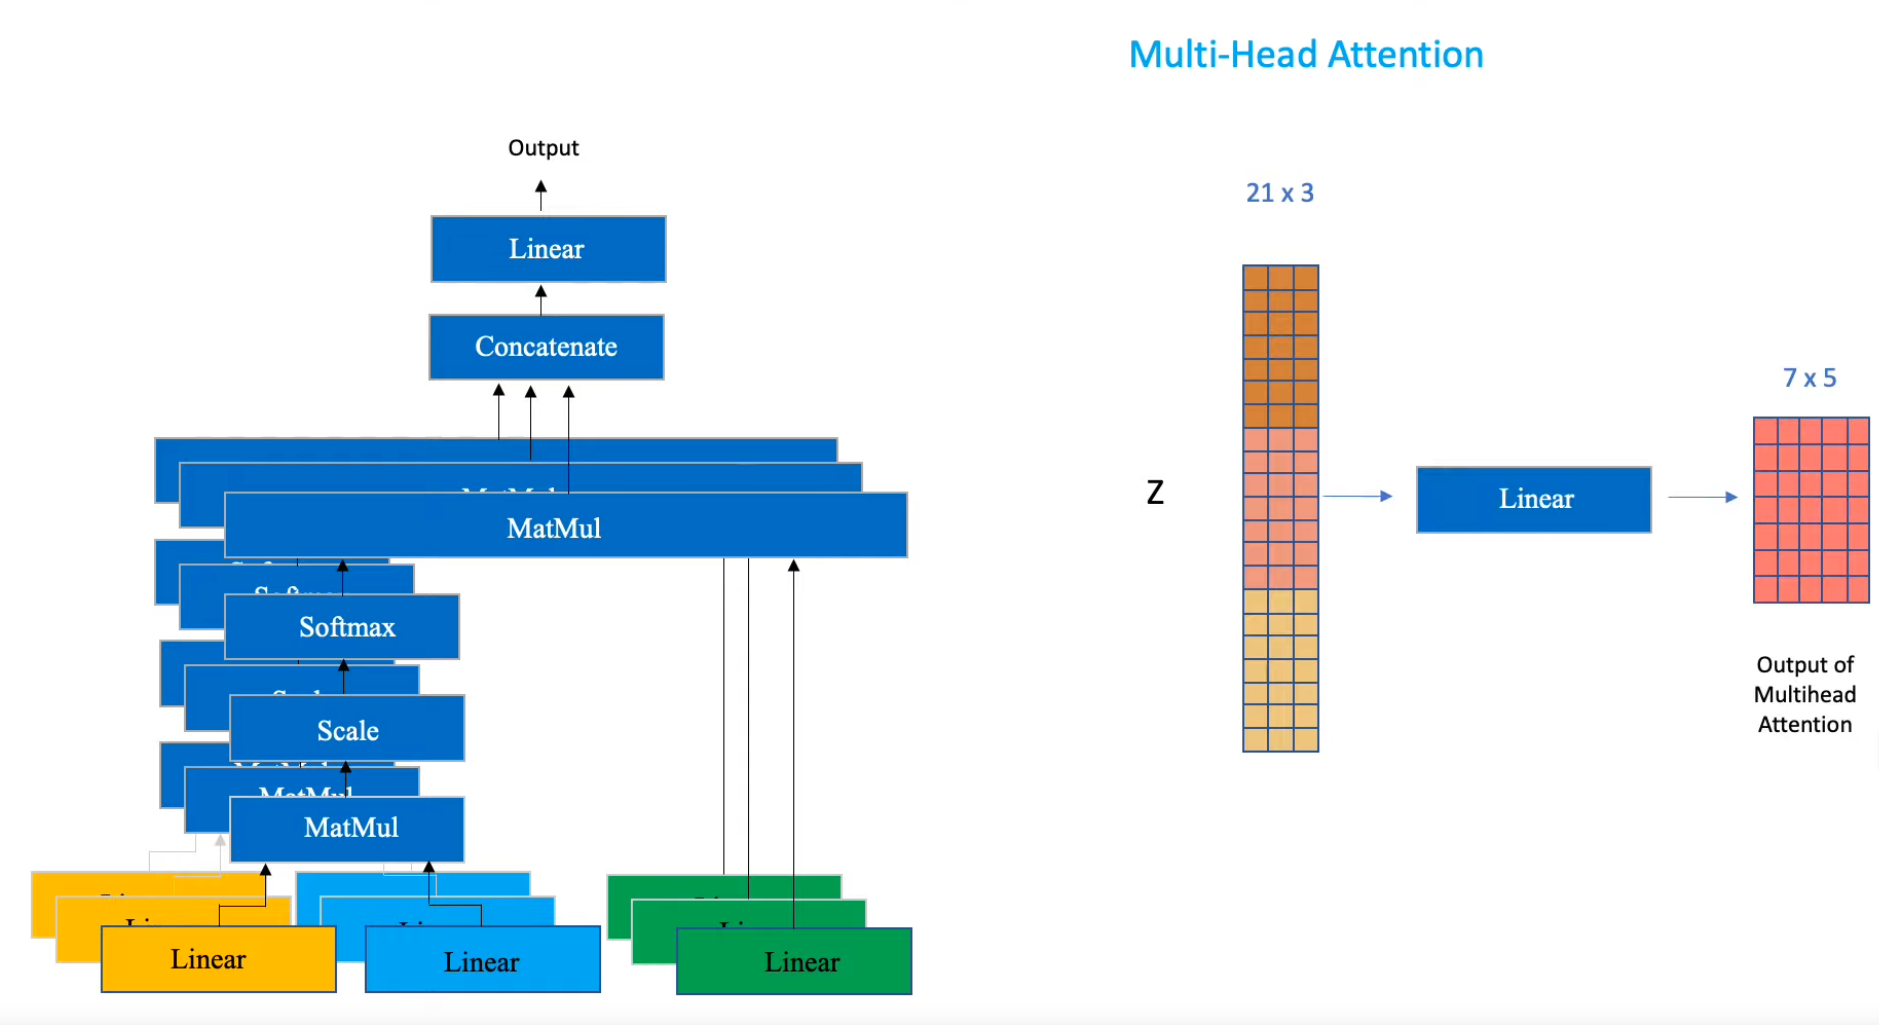 Multi-Head Attention
Output
Linear
Concatenate
MatMul
Softmax
Scale
MatMul
MatMul
Linear
Linear
Linear
21 x 3
Z
Linear
7 x 5
Output of
Multihead
Attention